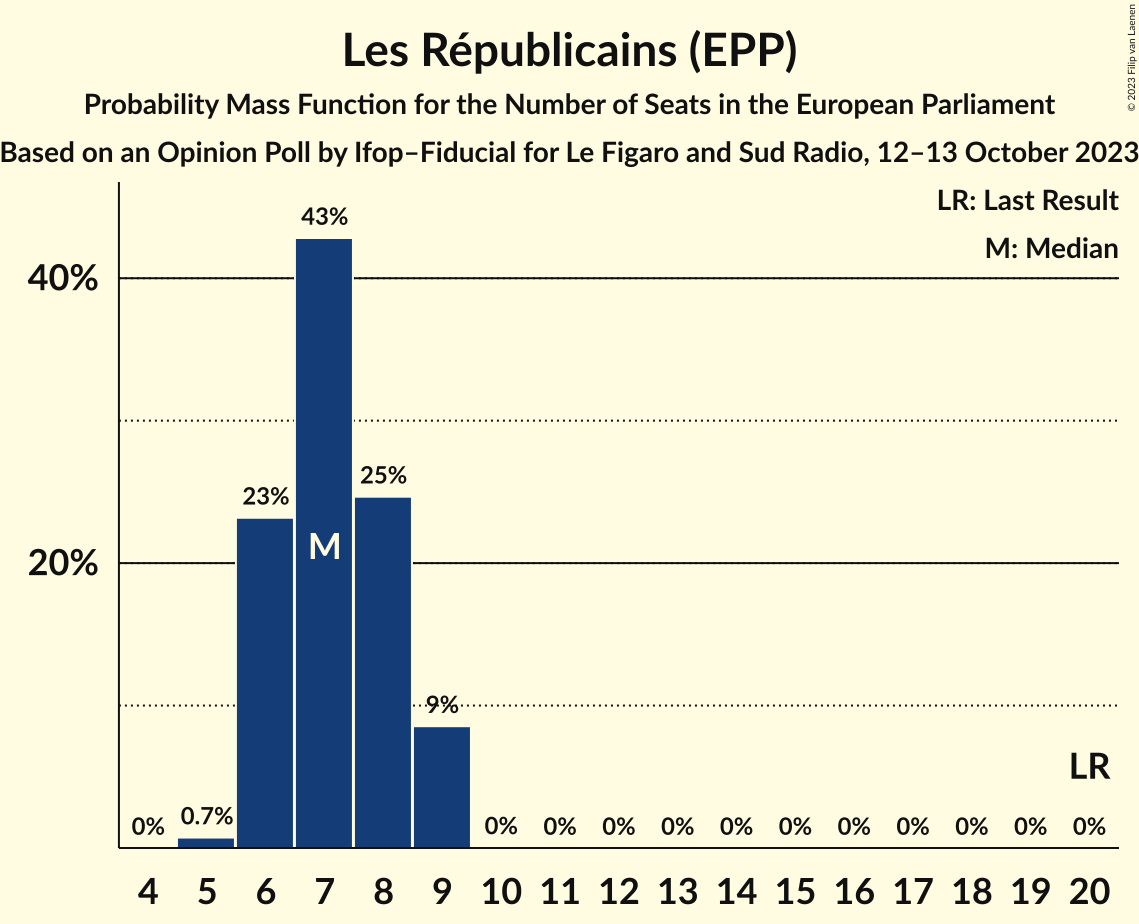 Les Républicains (EPP)
Probability Mass Function for the Number of Seats in the European Parliament
Based on an Opinion Poll by Ifop–Fiducial for Le Figaro and Sud Radio, 12–13 October 2023
© 2023 Filip van Laenen
LR: Last Result
M: Median
40%
20%
0%
0.7%
23%
43%
M
25%
9%
0%
0%
0%
0%
0%
0%
0%
0%
0%
0%
0%
LR
4 5 6 7 8 9 10 11 12 13 14 15 16 17 18 19 20